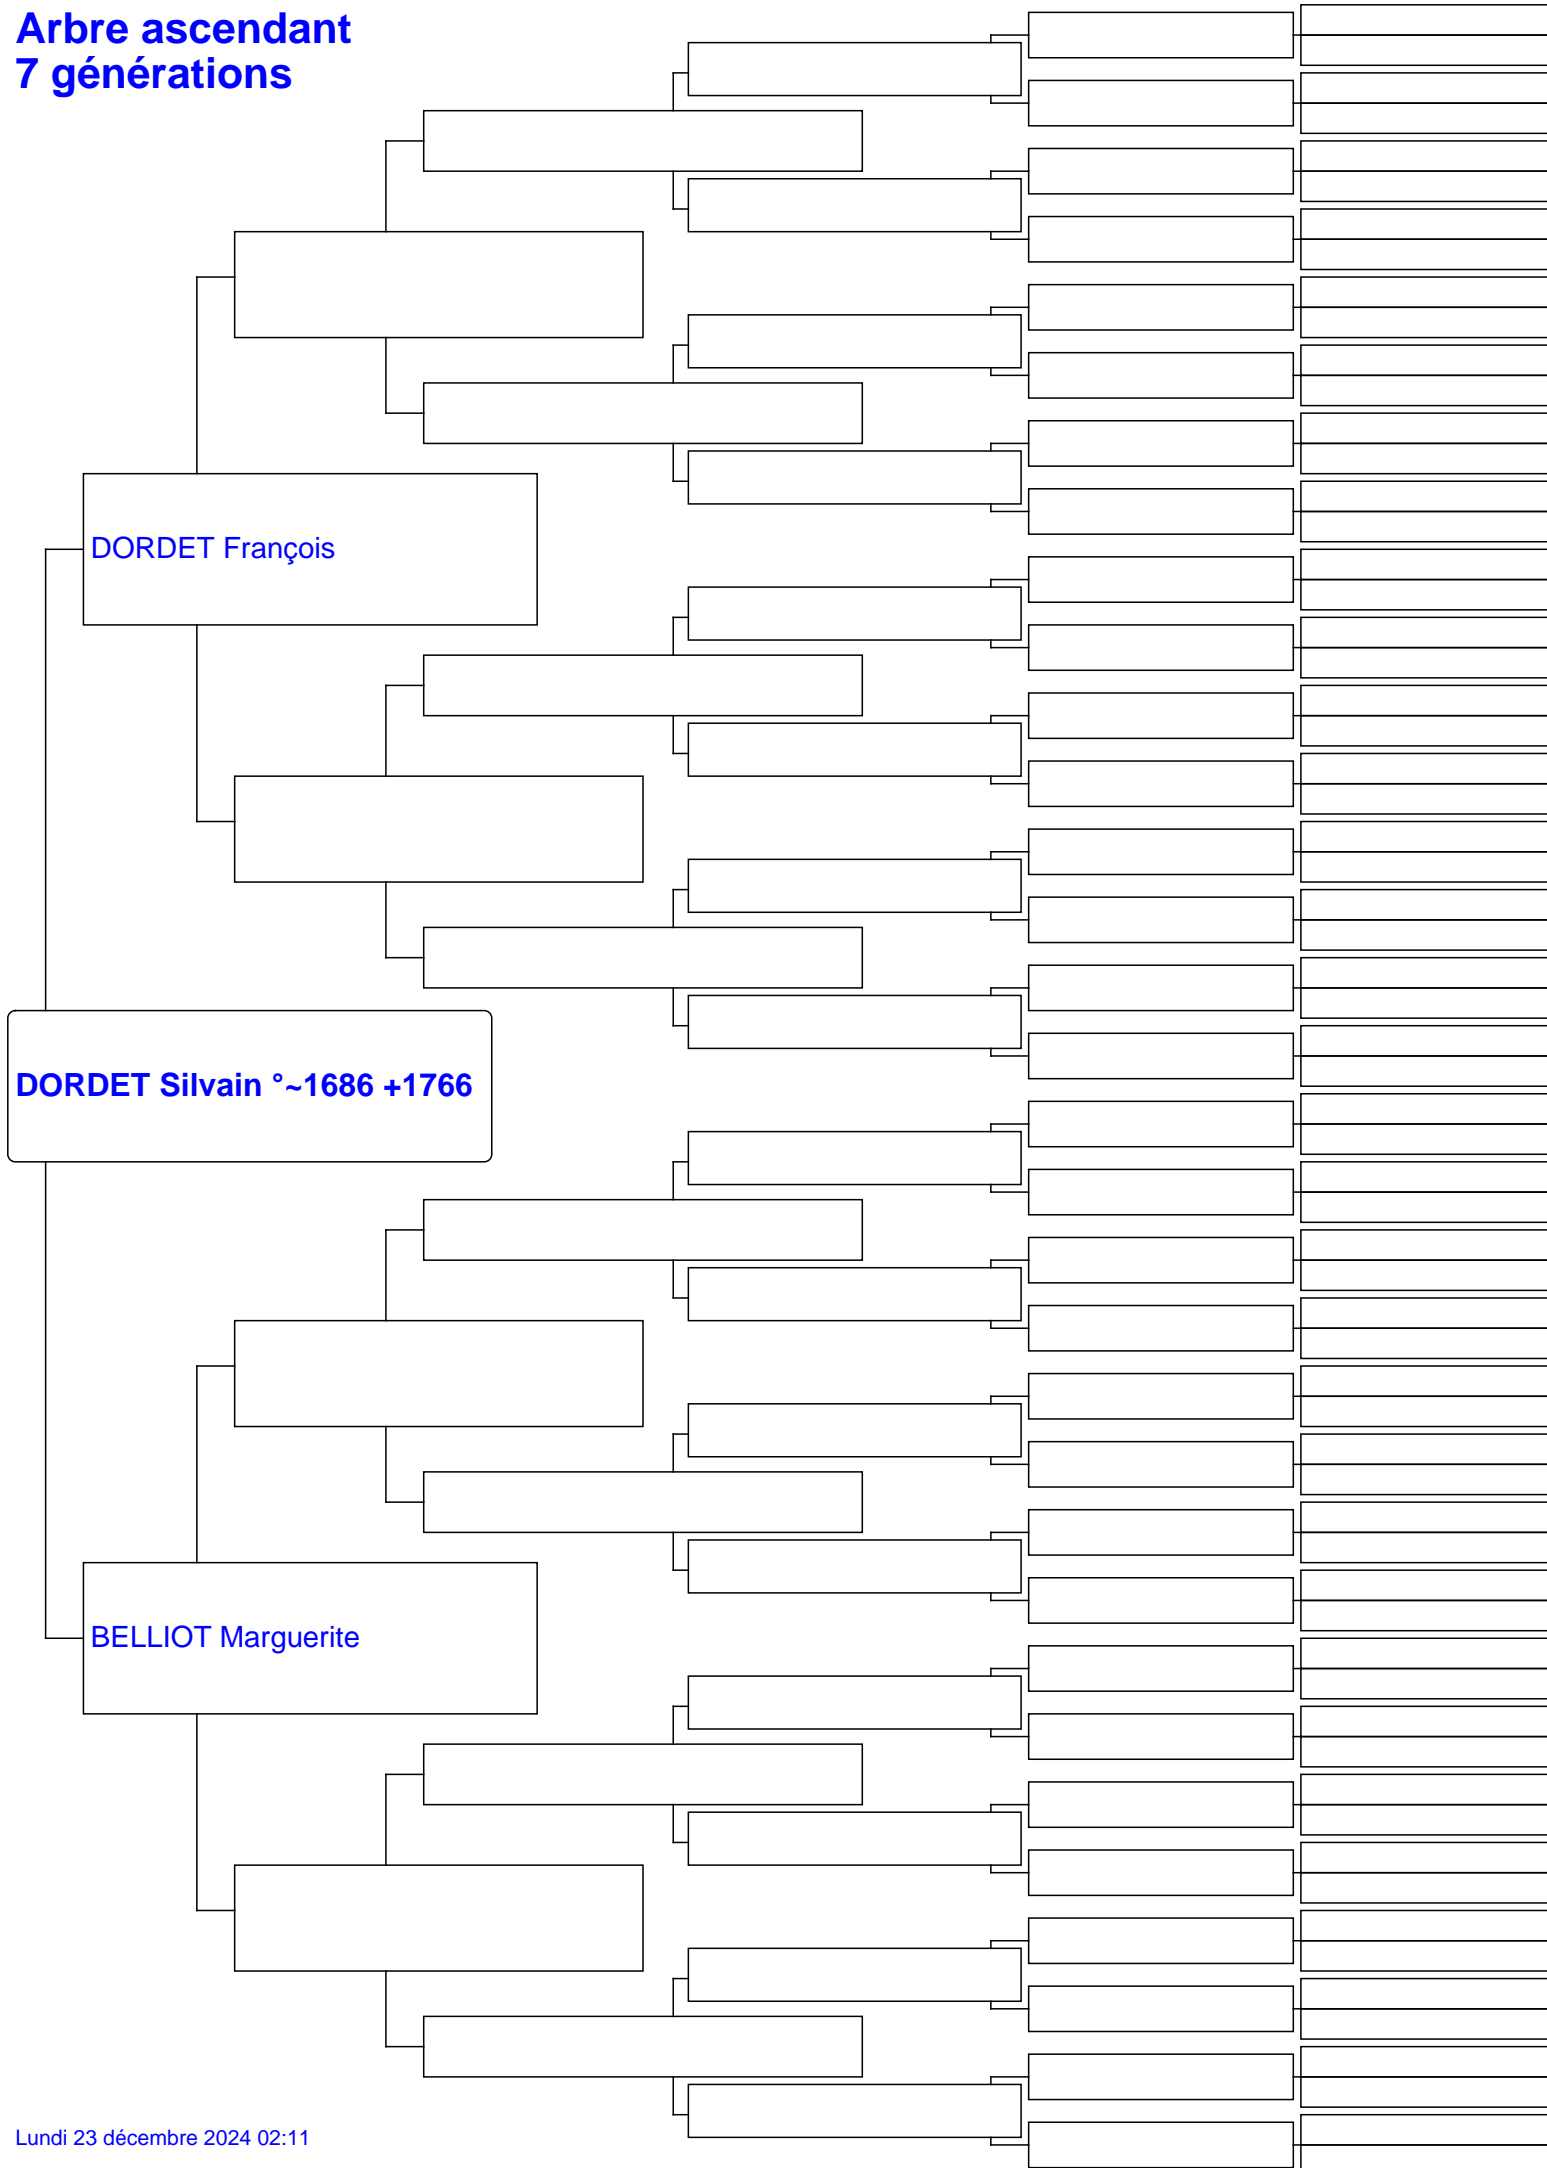 Arbre ascendant
7 générations
DORDET François
DORDET Silvain °~1686 +1766
BELLIOT Marguerite
Lundi 23 décembre 2024 02:11